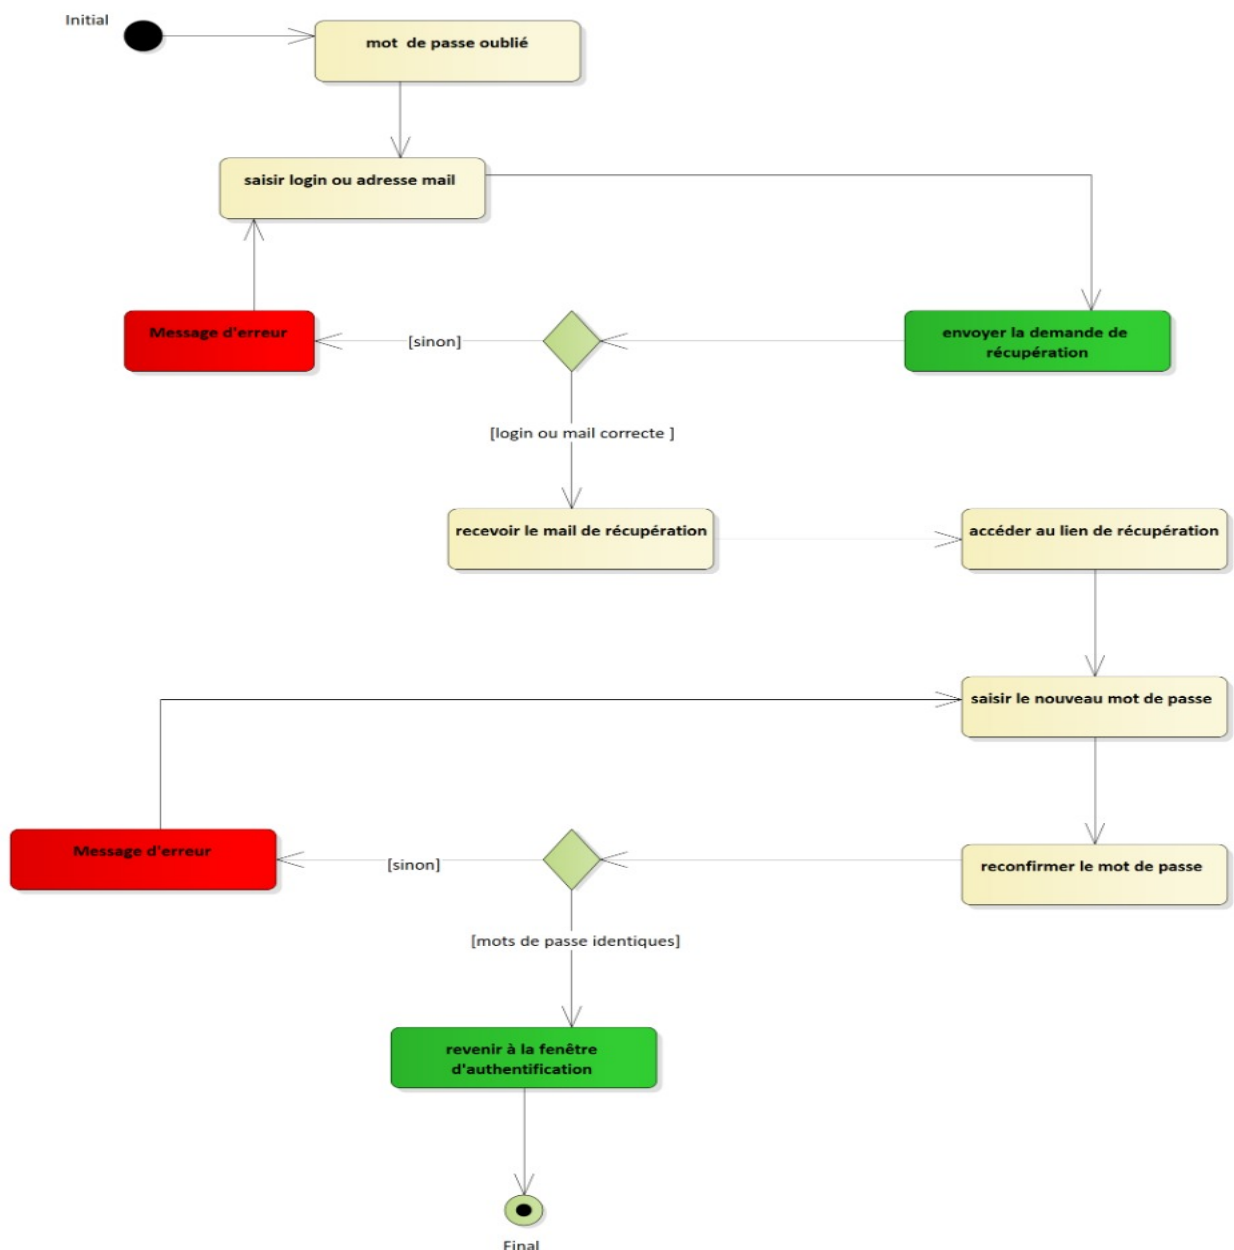 Initial
mot de passe oublié
saisir login ou adresse mail
Message d'erreur
[sinon]
envoyer la demande de
récupération
[login ou mail correcte ]
recevoir le mail de récupération
accéder au lien de récupération
saisir le nouveau mot de passe
Message d'erreur
[sinon]
reconfirmer le mot de passe
[mots de passe identiques]
revenir à la fenêtre
d'authentification
Final